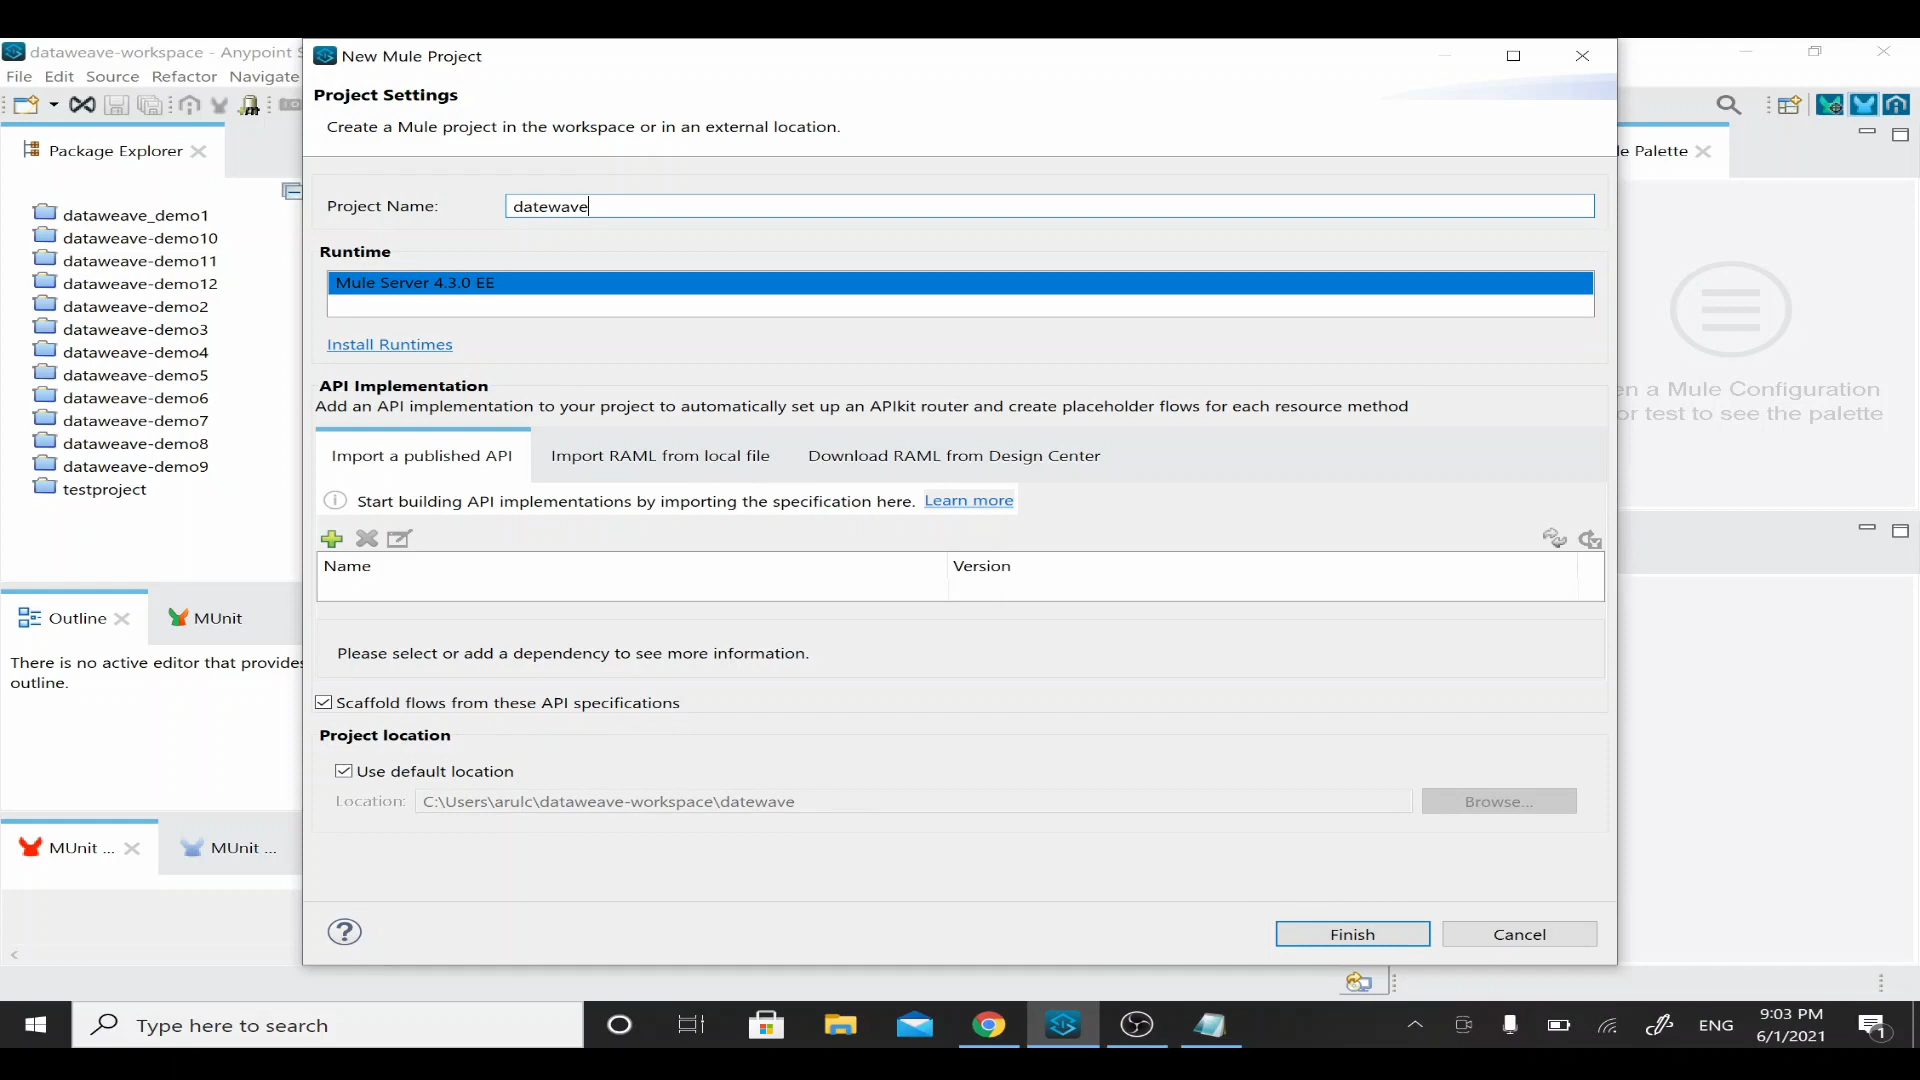 dataweave-workspace - Anypoint S
New Mule Project
File Edit Source Refactor Navigate
Project Settings
Create a Mule project in the workspace or in an external location.
Package Explorer
le Palette
dataweave_demo1
dataweave-demo10
dataweave-demo11
dataweave-demo12
dataweave-demo2
dataweave-demo3
dataweave-demo4
dataweave-demo5
dataweave-demo6
dataweave-demo7
dataweave-demo8
dataweave-demo9
testproject
Project Name: datewave
Runtime
Mule Server 4.3.0 EE
Install Runtimes
API Implementation
Add an API implementation to your project to automatically set up an APIkit router and create placeholder flows for each resource method
Import a published API Import RAML from local file Download RAML from Design Center
Start building API implementations by importing the specification here. Learn more
Name Version
Please select or add a dependency to see more information.
Scaffold flows from these API specifications
Project location
Use default location
Location: C:\Users\arulc\dataweave-workspace\datewave Browse...
Finish Cancel
en a Mule Configuration
or test to see the palette
Outline MUnit
There is no active editor that provides
outline.
MUnit ... MUnit ...
Type here to search
ENG
9:03 PM
6/1/2021
1